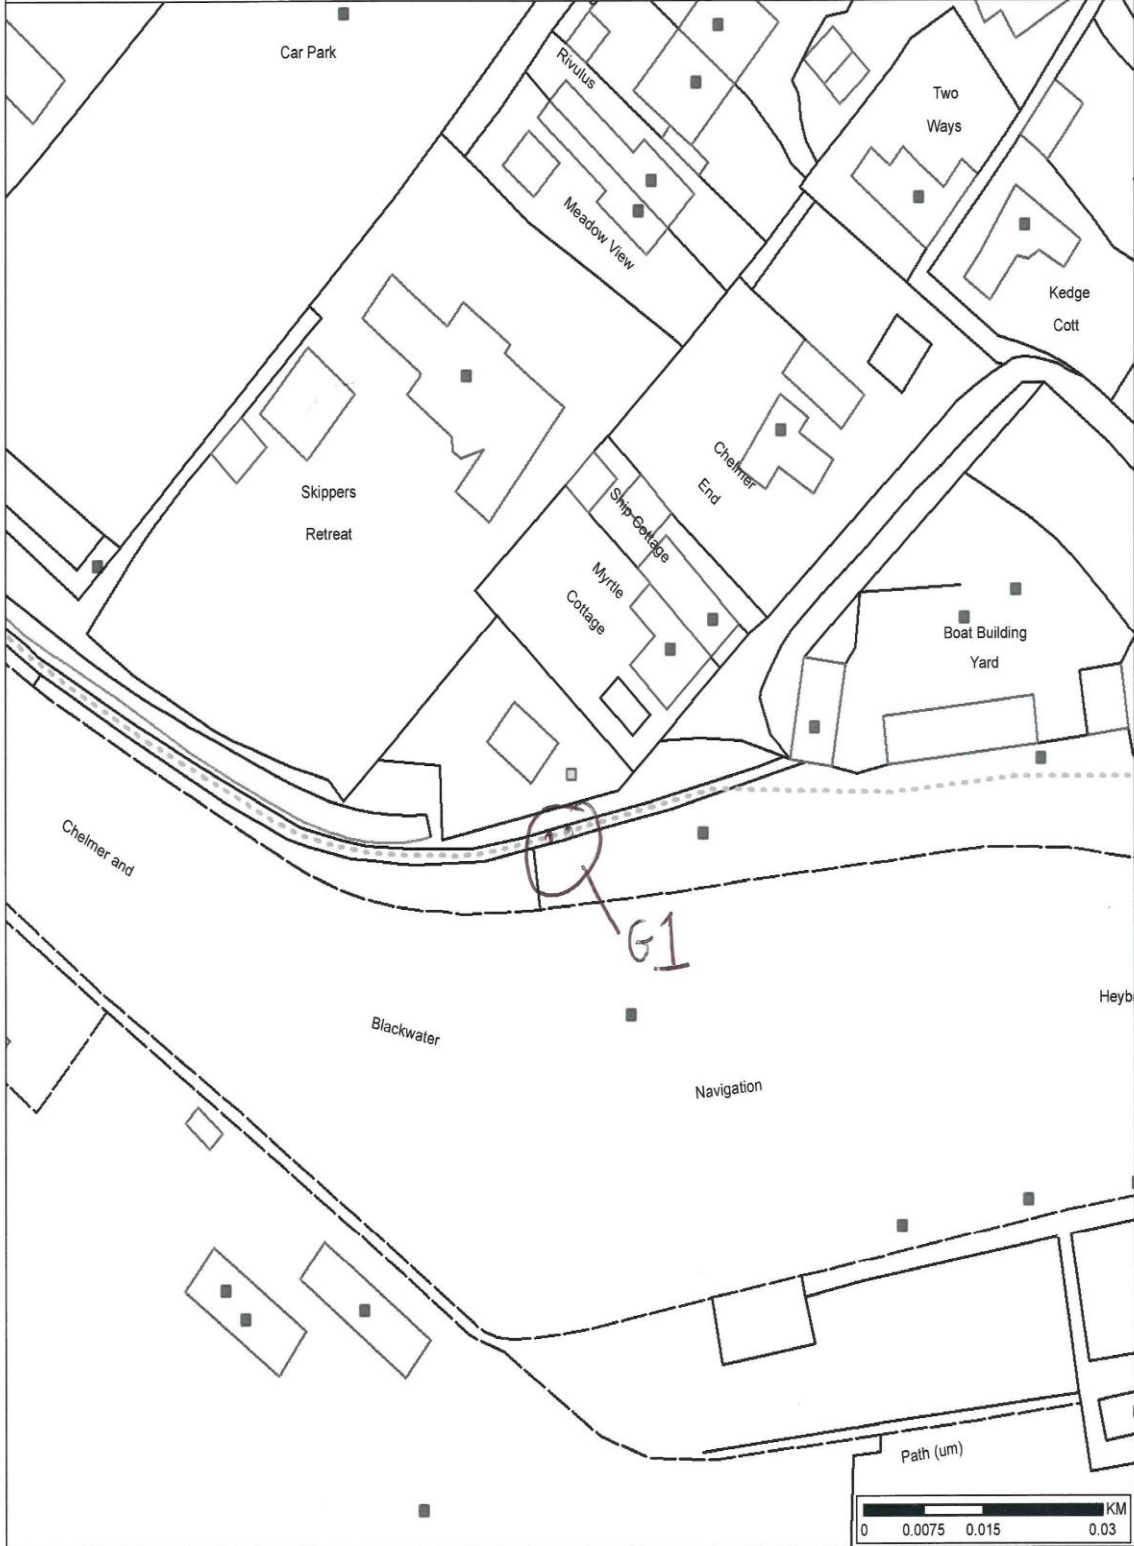 Car Park
Rivulus
Two
Ways
Meadow View
Kedge
Cott
Chelmer
End
Skippers
Retreat
Ship Cottage
Myrtle
Cottage
Boat Building
Yard
Chelmer and
G1
Heyb
Blackwater
Navigation
Path (um)
KM
0 0.0075 0.015 0.03